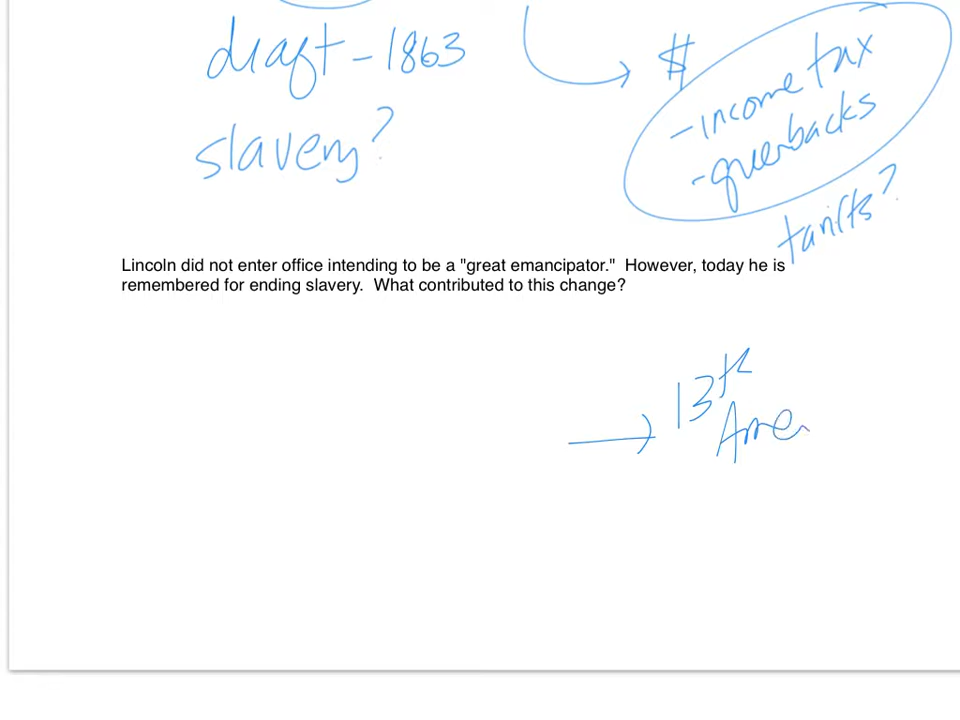 draft - 1863
slavery?
$
- income tax
- greenbacks
tariffs?
Lincoln did not enter office intending to be a "great emancipator." However, today he is
remembered for ending slavery. What contributed to this change?
→ 13th
Amen